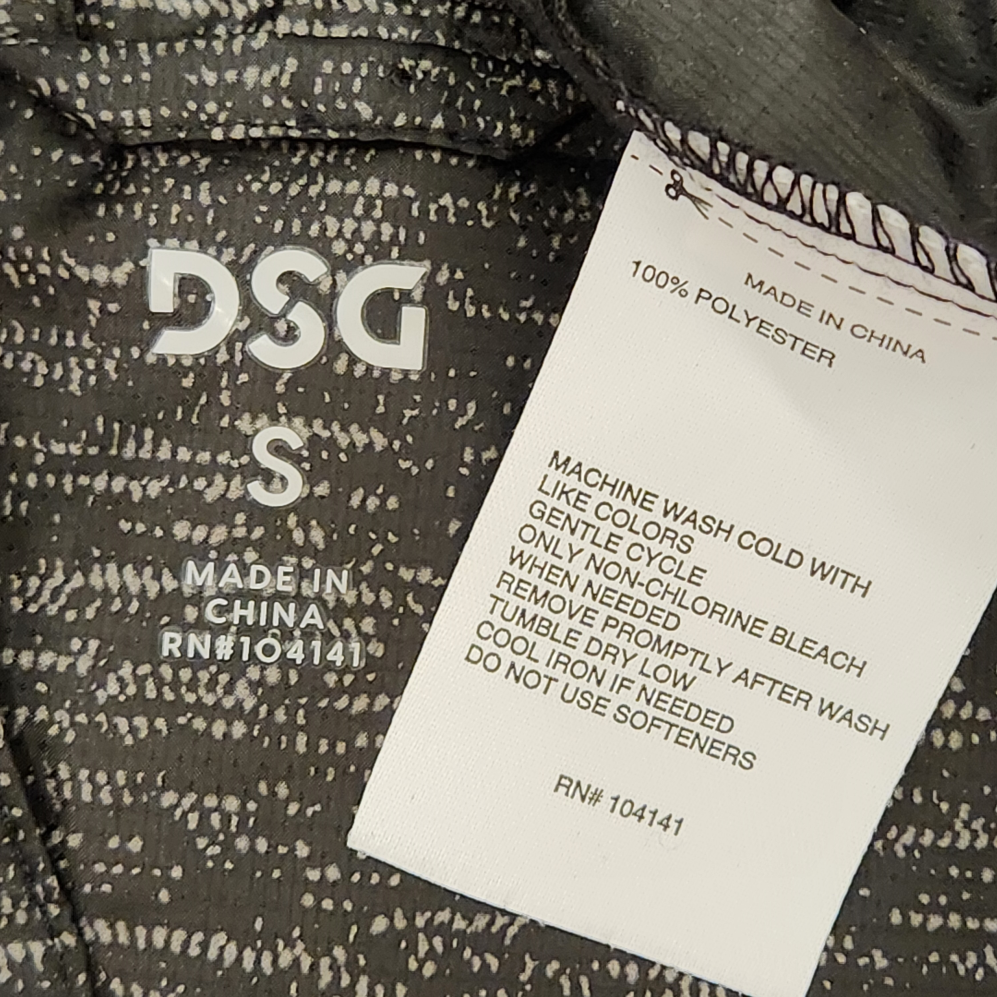 DSG
S
MADE IN
CHINA
RN#104141
MADE IN CHINA
100% POLYESTER
MACHINE WASH COLD WITH
LIKE COLORS
GENTLE CYCLE
ONLY NON-CHLORINE BLEACH
WHEN NEEDED
REMOVE PROMPTLY AFTER WASH
TUMBLE DRY LOW
COOL IRON IF NEEDED
DO NOT USE SOFTENERS
RN# 104141